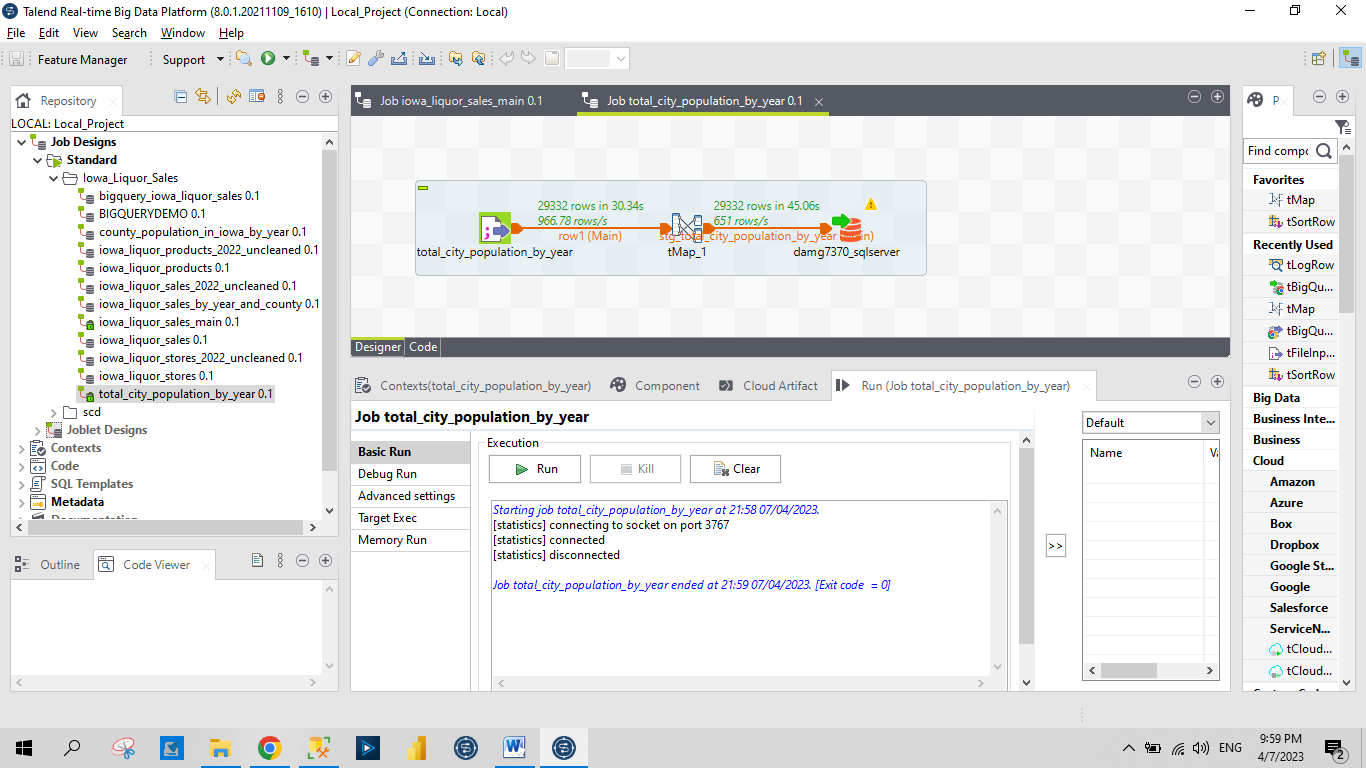 Talend Real-time Big Data Platform (8.0.1.20211109_1610) | Local_Project (Connection: Local)
File Edit View Search Window Help
Feature Manager Support
Repository
LOCAL: Local_Project
Job Designs
Standard
Iowa_Liquor_Sales
bigquery_iowa_liquor_sales 0.1
BIGQUERYDEMO 0.1
county_population_in_iowa_by_year 0.1
iowa_liquor_products_2022_uncleaned 0.1
iowa_liquor_products 0.1
iowa_liquor_sales_2022_uncleaned 0.1
iowa_liquor_sales_by_year_and_county 0.1
iowa_liquor_sales_main 0.1
iowa_liquor_sales 0.1
iowa_liquor_stores_2022_uncleaned 0.1
iowa_liquor_stores 0.1
total_city_population_by_year 0.1
scd
Joblet Designs
Contexts
Code
SQL Templates
Metadata
Documentation
Outline Code Viewer
Job iowa_liquor_sales_main 0.1 Job total_city_population_by_year 0.1
29332 rows in 30.34s 29332 rows in 45.06s
966.78 rows/s 651 rows/s
row1 (Main) stg_total_city_population_by_year
total_city_population_by_year tMap_1 damg7370_sqlserver
Designer Code
Contexts(total_city_population_by_year) Component Cloud Artifact Run (Job total_city_population_by_year)
Job total_city_population_by_year
Basic Run
Debug Run
Advanced settings
Target Exec
Memory Run
Execution
Run Kill Clear
Starting job total_city_population_by_year at 21:58 07/04/2023.
[statistics] connecting to socket on port 3767
[statistics] connected
[statistics] disconnected
Job total_city_population_by_year ended at 21:59 07/04/2023. [Exit code = 0]
>>
Default
Name Va
P
Find compo
Favorites
tMap
tSortRow
Recently Used
tLogRow
tBigQu...
tMap
tBigQu...
tFileInp...
tSortRow
Big Data
Business Inte...
Business
Cloud
Amazon
Azure
Box
Dropbox
Google St...
Google
Salesforce
ServiceN...
tCloud...
tCloud...
ENG
9:59 PM
4/7/2023
2